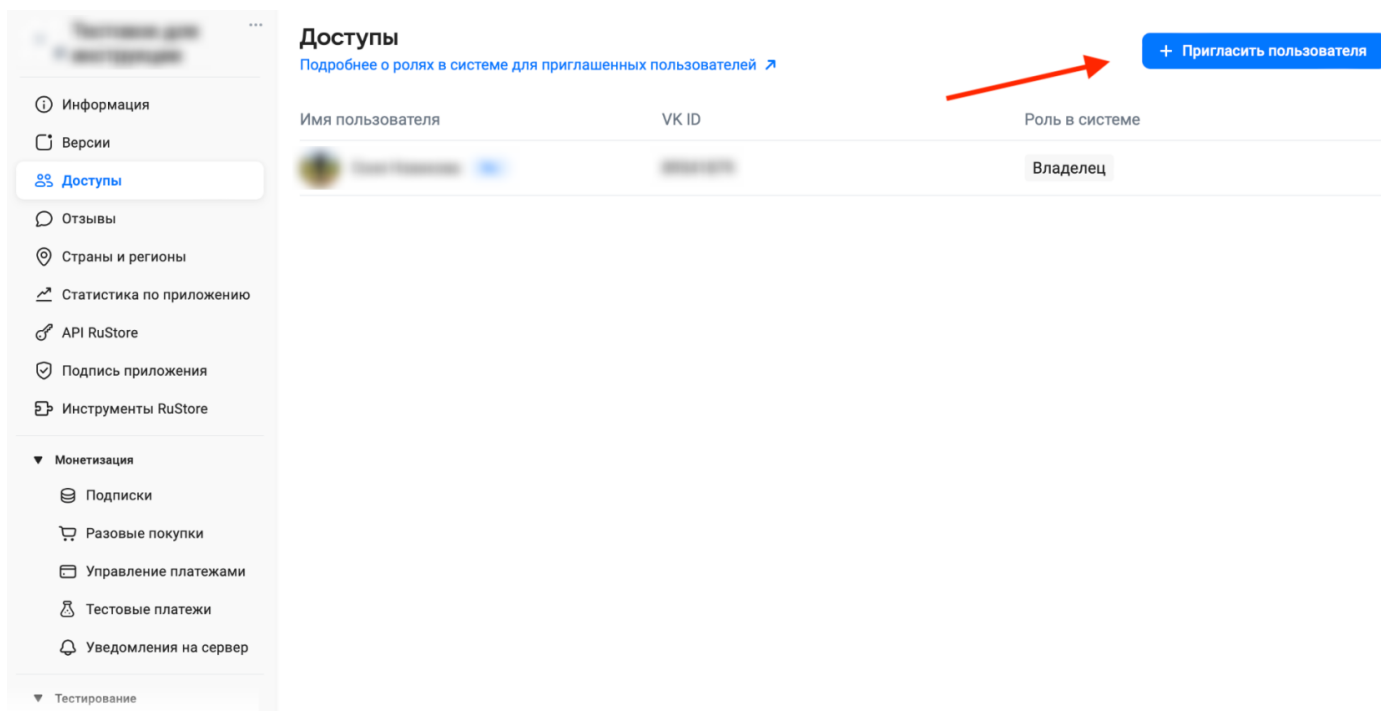 Доступы
Подробнее о ролях в системе для приглашенных пользователей
+ Пригласить пользователя
Имя пользователя
VK ID
Роль в системе
Владелец
Информация
Версии
Доступы
Отзывы
Страны и регионы
Статистика по приложению
API RuStore
Подпись приложения
Инструменты RuStore
Монетизация
Подписки
Разовые покупки
Управление платежами
Тестовые платежи
Уведомления на сервер
Тестирование